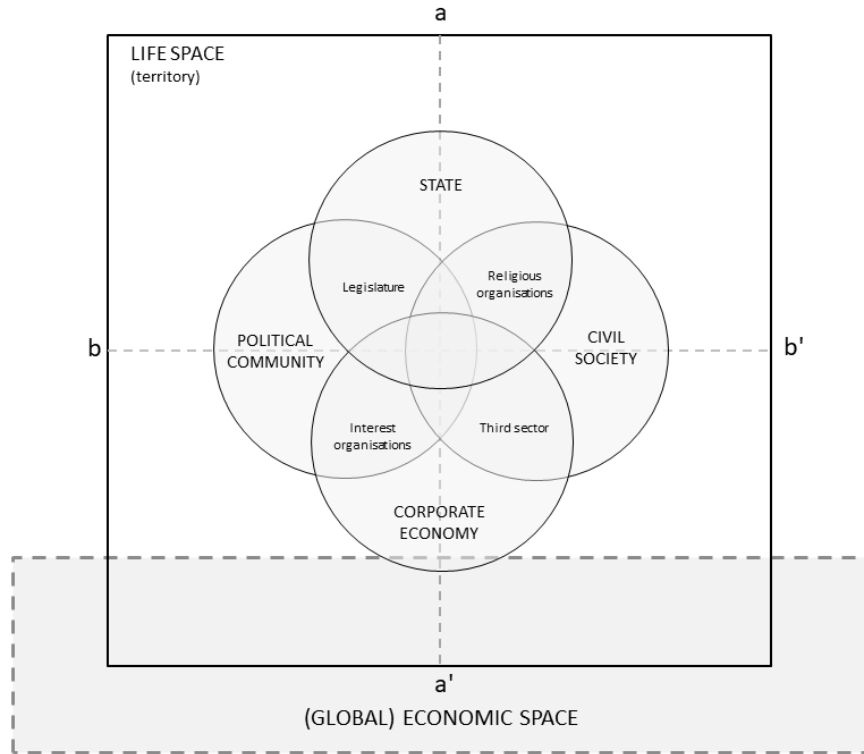 a
LIFE SPACE
(territory)
STATE
Legislature
Religious
organisations
b
POLITICAL
COMMUNITY
CIVIL
SOCIETY
b'
Interest
organisations
Third sector
CORPORATE
ECONOMY
a'
(GLOBAL) ECONOMIC SPACE